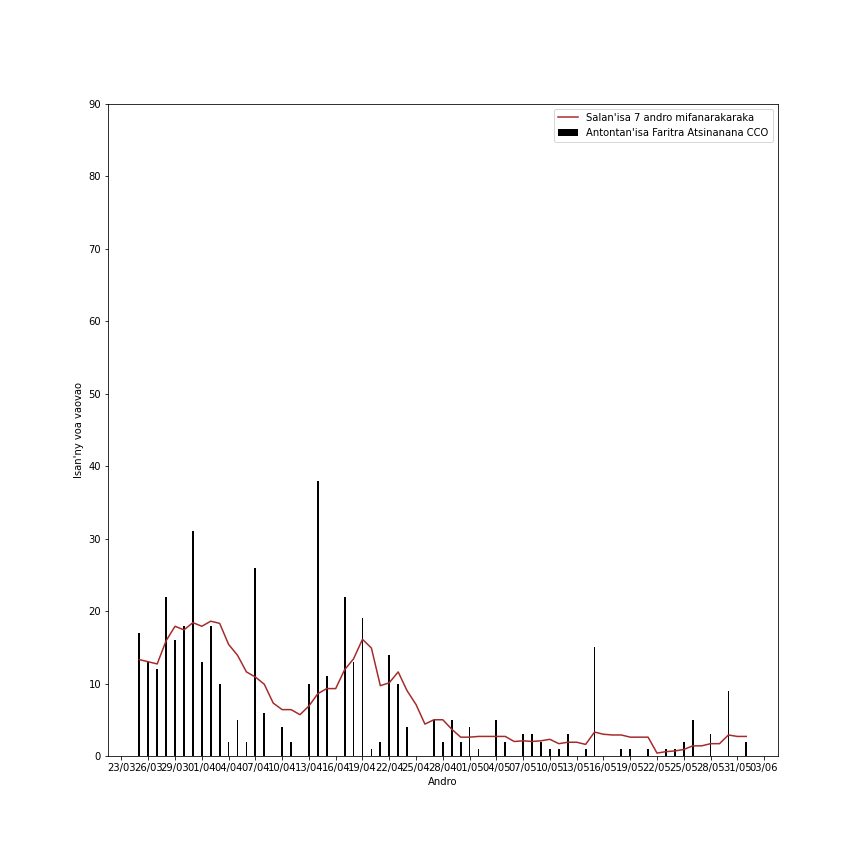 Salan'isa 7 andro mifanarakaraka
Antontan'isa Faritra Atsinanana CCO
90
80
70
60
50
40
30
20
10
0
Isan'ny voa vaovao
23/03 26/03 29/03 01/04 04/04 07/04 10/04 13/04 16/04 19/04 22/04 25/04 28/04 01/05 04/05 07/05 10/05 13/05 16/05 19/05 22/05 25/05 28/05 31/05 03/06
Andro